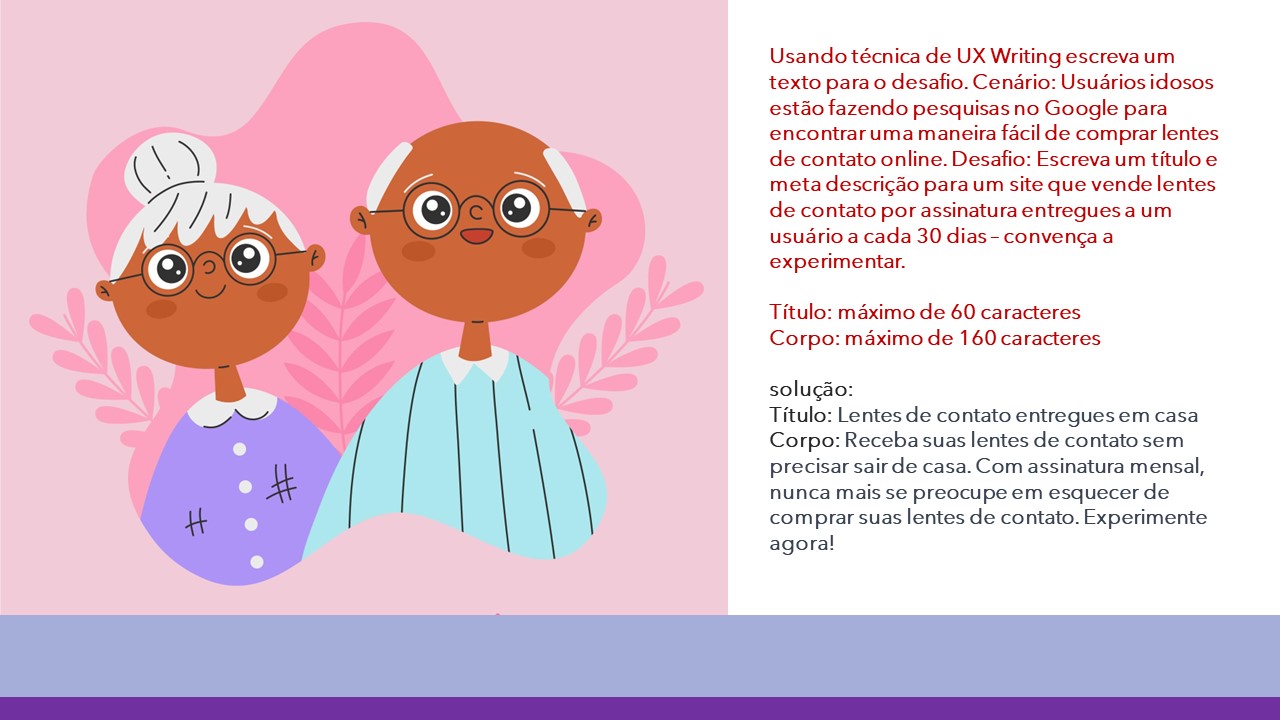 Usando técnica de UX Writing escreva um
texto para o desafio. Cenário: Usuários idosos
estão fazendo pesquisas no Google para
encontrar uma maneira fácil de comprar lentes
de contato online. Desafio: Escreva um título e
meta descrição para um site que vende lentes
de contato por assinatura entregues a um
usuário a cada 30 dias – convença a
experimentar.
Título: máximo de 60 caracteres
Corpo: máximo de 160 caracteres
solução:
Título: Lentes de contato entregues em casa
Corpo: Receba suas lentes de contato sem
precisar sair de casa. Com assinatura mensal,
nunca mais se preocupe em esquecer de
comprar suas lentes de contato. Experimente
agora!